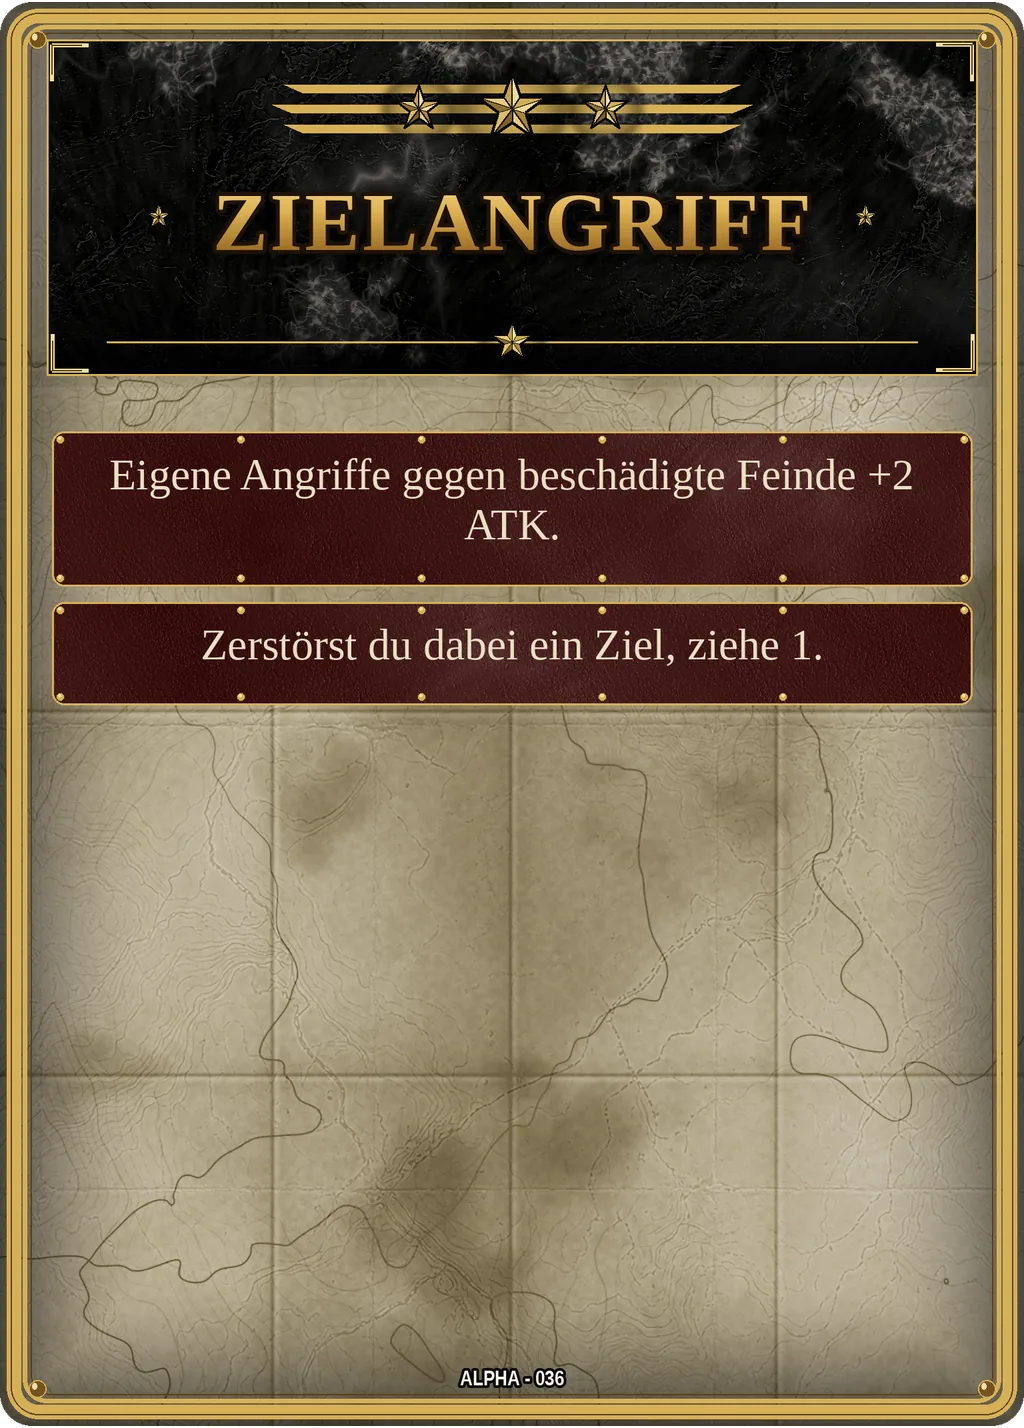 ZIELANGRIFF
Eigene Angriffe gegen beschädigte Feinde +2
ATK.
Zerstörst du dabei ein Ziel, ziehe 1.
ALPHA - 036